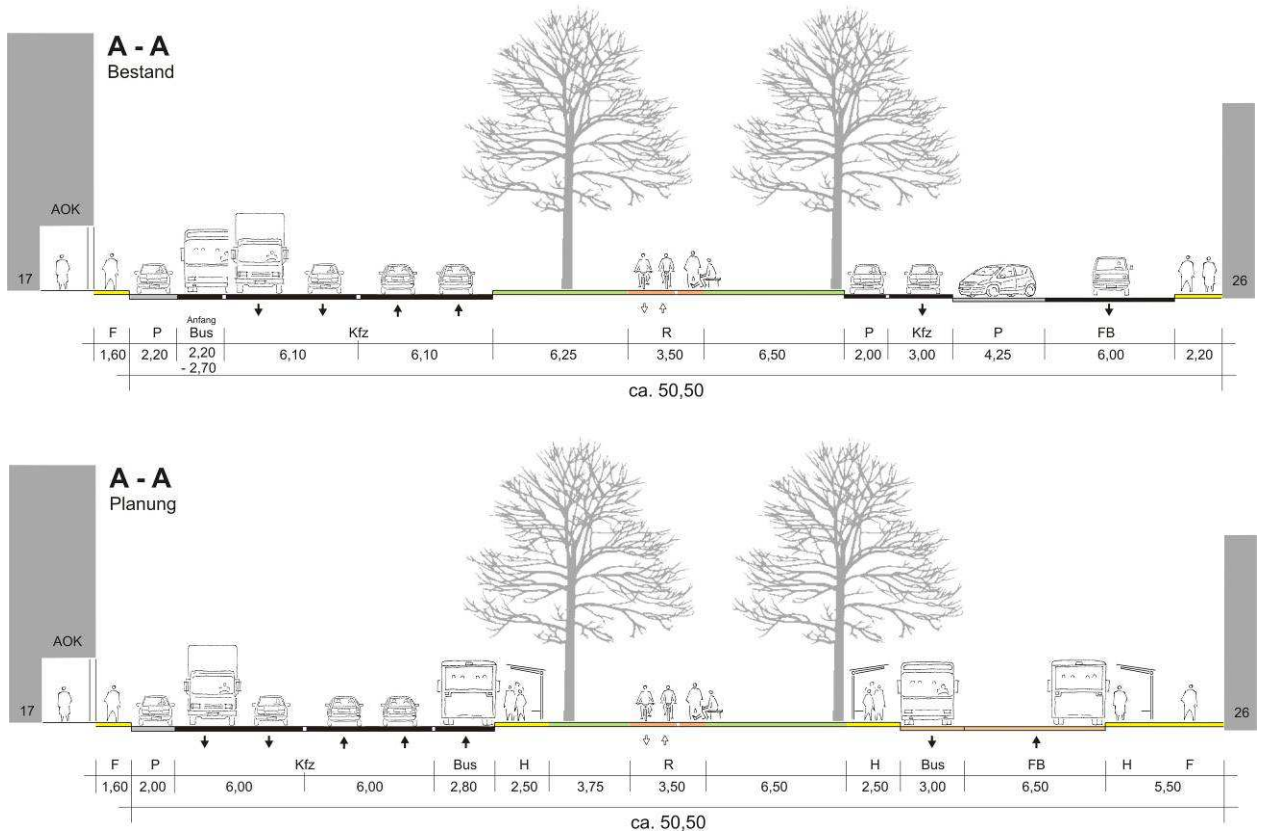 A - A
Bestand
AOK
17
26
F P Anfang Bus Kfz R P Kfz P FB
1,60 2,20 2,20 - 2,70 6,10 6,10 6,25 3,50 6,50 2,00 3,00 4,25 6,00 2,20
ca. 50,50
A - A
Planung
AOK
17
26
F P Kfz Bus H R H Bus FB H F
1,60 2,00 6,00 6,00 2,80 2,50 3,75 3,50 6,50 2,50 3,00 6,50 5,50
ca. 50,50